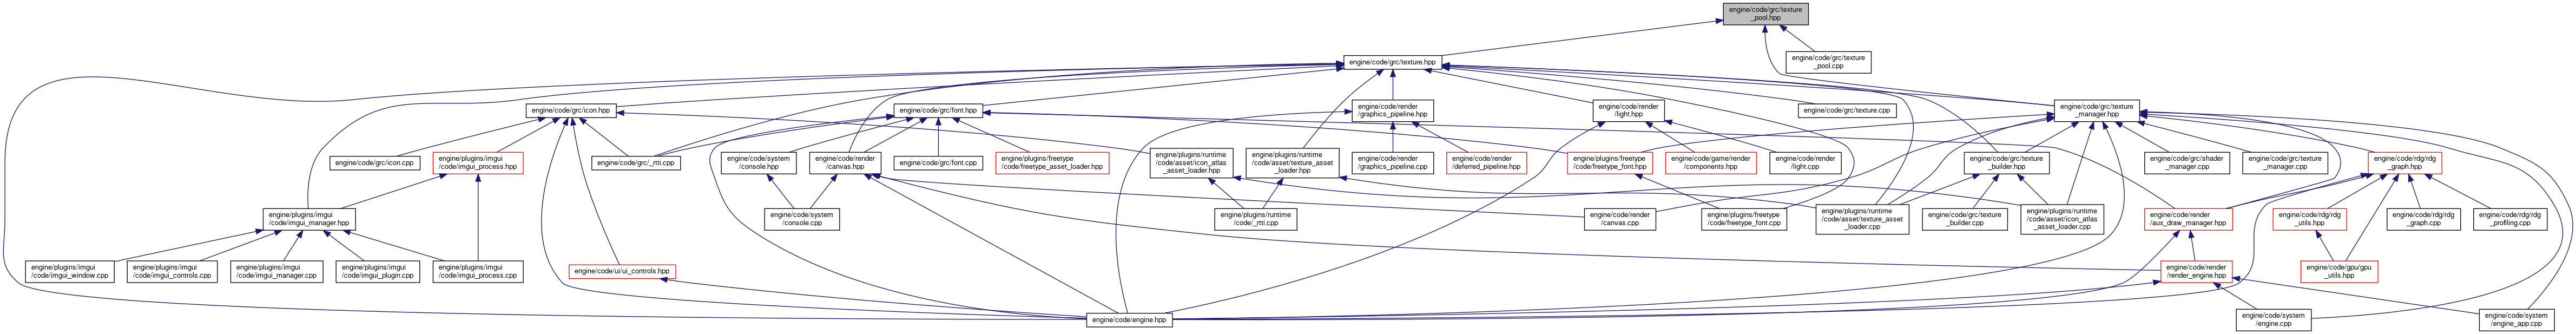 engine/code/grc/texture
_pool.hpp
engine/code/grc/texture.hpp
engine/code/grc/texture
_pool.cpp
engine/code/grc/icon.hpp
engine/code/grc/font.hpp
engine/code/render
/graphics_pipeline.hpp
engine/code/render
/light.hpp
engine/code/grc/texture.cpp
engine/code/grc/texture
_manager.hpp
engine/code/grc/icon.cpp
engine/plugins/imgui
/code/imgui_process.hpp
engine/code/grc/_rtti.cpp
engine/code/system
/console.hpp
engine/code/render
/canvas.hpp
engine/code/grc/font.cpp
engine/plugins/freetype
/code/freetype_asset_loader.hpp
engine/plugins/runtime
/code/asset/icon_atlas
_asset_loader.hpp
engine/plugins/runtime
/code/asset/texture_asset
_loader.hpp
engine/code/render
/graphics_pipeline.cpp
engine/code/render
/deferred_pipeline.hpp
engine/plugins/freetype
/code/freetype_font.hpp
engine/code/game/render
/components.hpp
engine/code/render
/light.cpp
engine/code/grc/texture
_builder.hpp
engine/code/grc/shader
_manager.cpp
engine/code/grc/texture
_manager.cpp
engine/code/rdg/rdg
_graph.hpp
engine/plugins/imgui
/code/imgui_manager.hpp
engine/code/system
/console.cpp
engine/plugins/runtime
/code/_rtti.cpp
engine/code/render
/canvas.cpp
engine/plugins/freetype
/code/freetype_font.cpp
engine/plugins/runtime
/code/asset/texture_asset
_loader.cpp
engine/code/grc/texture
_builder.cpp
engine/plugins/runtime
/code/asset/icon_atlas
_asset_loader.cpp
engine/code/render
/aux_draw_manager.hpp
engine/code/rdg/rdg
_utils.hpp
engine/code/rdg/rdg
_graph.cpp
engine/code/rdg/rdg
_profiling.cpp
engine/plugins/imgui
/code/imgui_window.cpp
engine/plugins/imgui
/code/imgui_controls.cpp
engine/plugins/imgui
/code/imgui_manager.cpp
engine/plugins/imgui
/code/imgui_plugin.cpp
engine/plugins/imgui
/code/imgui_process.cpp
engine/code/ui/ui_controls.hpp
engine/code/render
/render_engine.hpp
engine/code/gpu/gpu
_utils.hpp
engine/code/engine.hpp
engine/code/system
/engine.cpp
engine/code/system
/engine_app.cpp